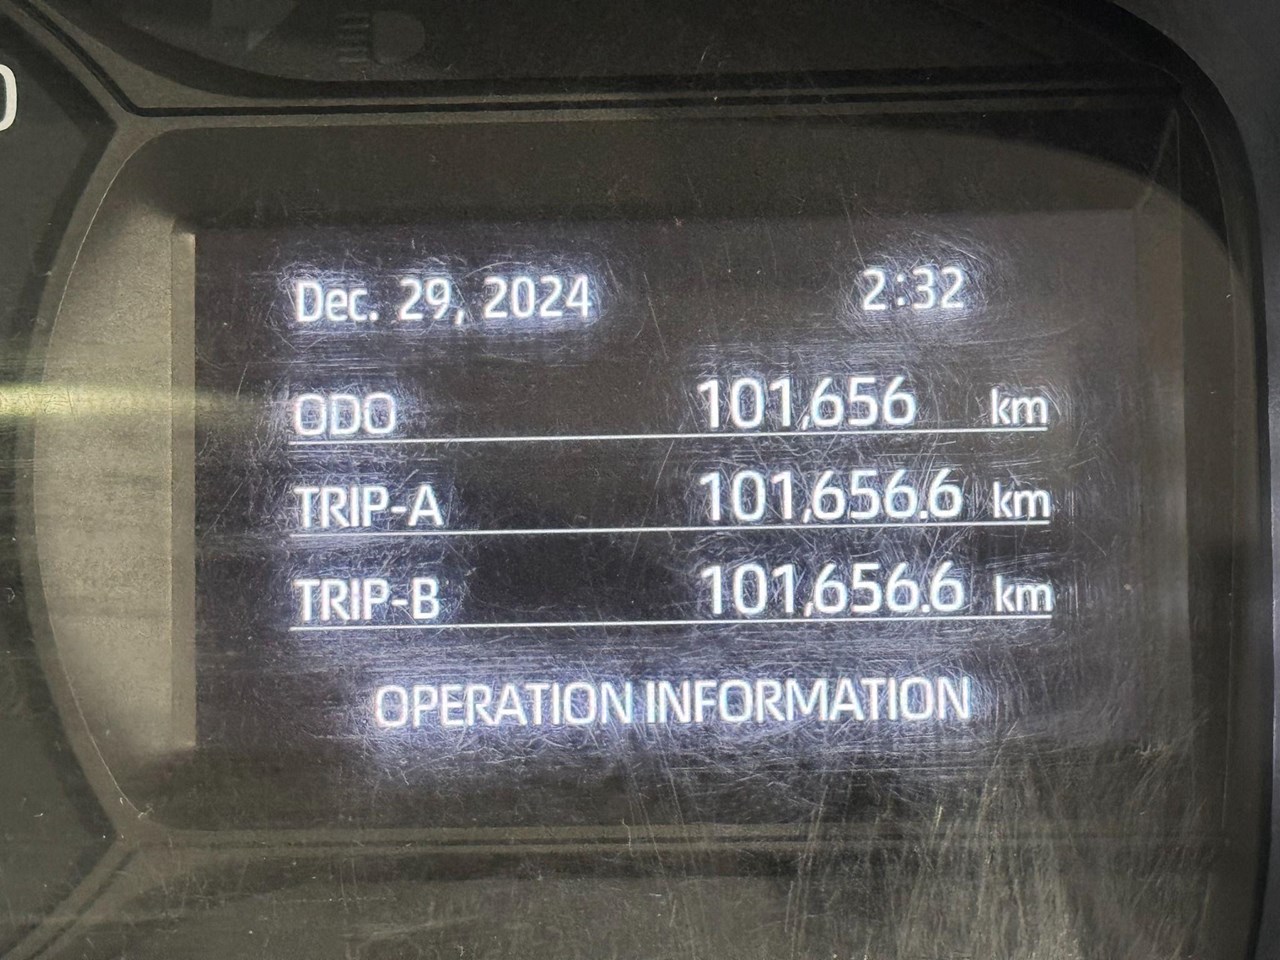 0
Dec. 29, 2024 2:32
ODO 101,656 km
TRIP-A 101,656.6 km
TRIP-B 101,656.6 km
OPERATION INFORMATION